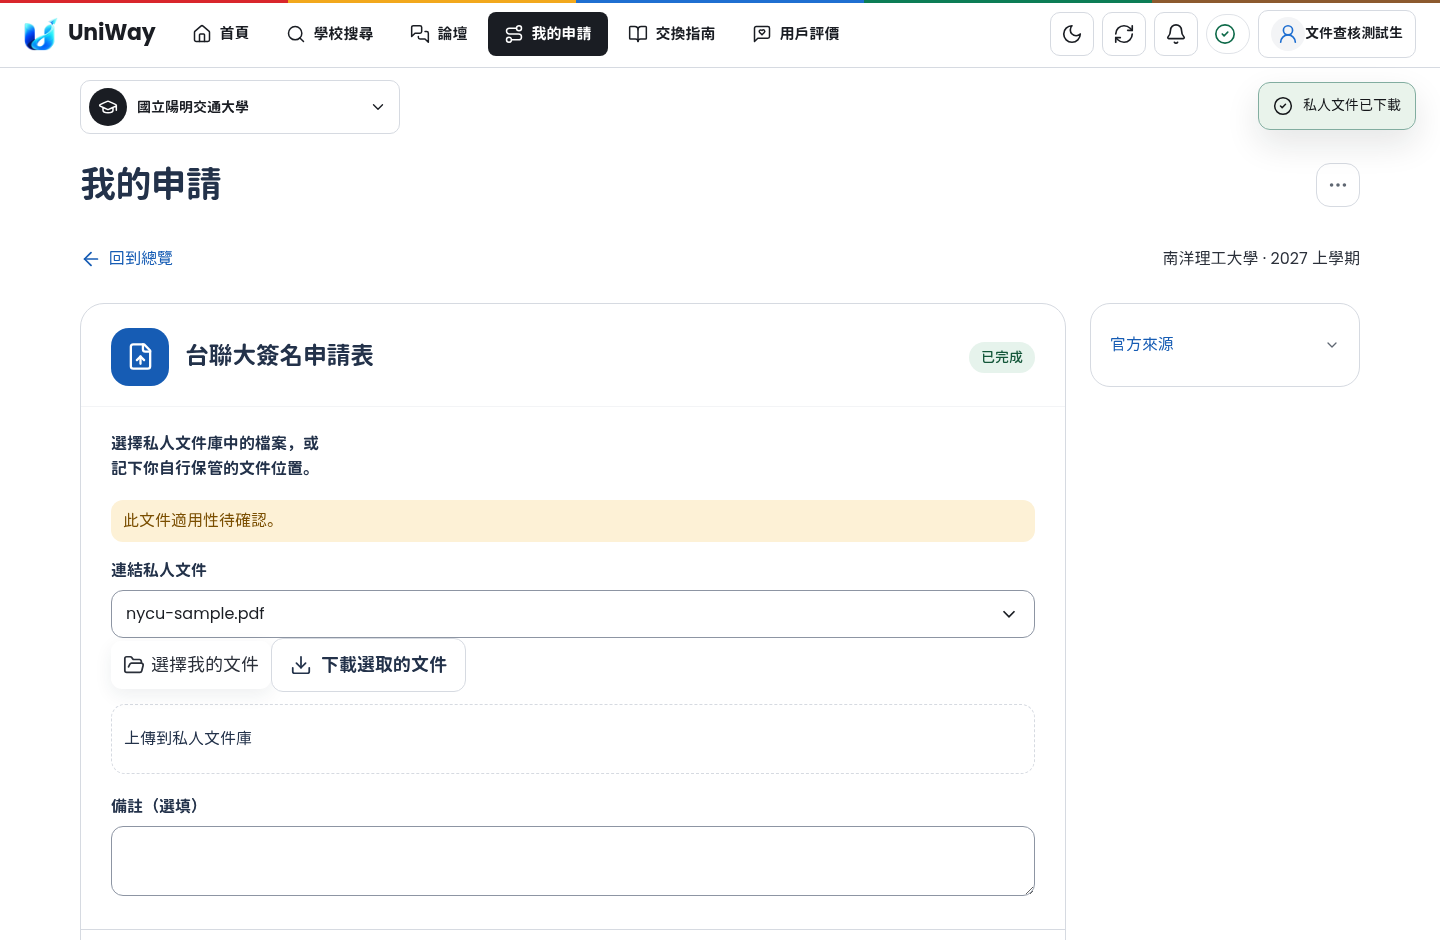 UniWay
首頁
學校搜尋
論壇
我的申請
交換指南
用戶評價
文件查核測試生
國立陽明交通大學
私人文件已下載
我的申請
回到總覽
南洋理工大學 · 2027 上學期
台聯大簽名申請表
已完成
官方來源
選擇私人文件庫中的檔案，或
記下你自行保管的文件位置。
此文件適用性待確認。
連結私人文件
nycu-sample.pdf
選擇我的文件
下載選取的文件
上傳到私人文件庫
備註（選填）